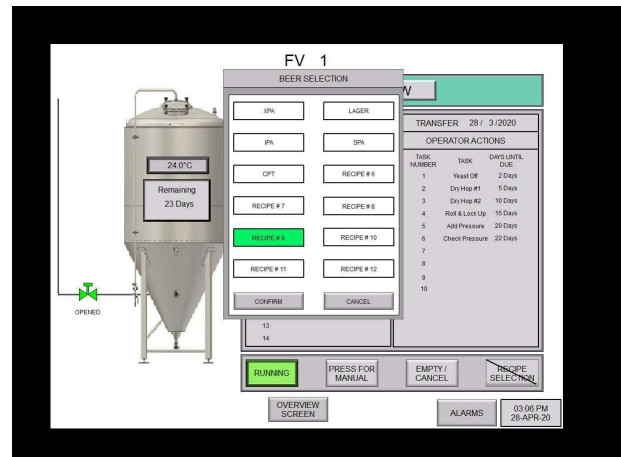 FV 1
BEER SELECTION
XPA LAGER
IPA SPA
CPT RECIPE # 6
RECIPE # 7 RECIPE # 8
RECIPE # 9 RECIPE # 10
RECIPE # 11 RECIPE # 12
CONFIRM CANCEL
W
TRANSFER 28 / 3 /2020
OPERATOR ACTIONS
TASK NUMBER TASK DAYS UNTIL DUE
1 Yeast Off 2 Days
2 Dry Hop #1 5 Days
3 Dry Hop #2 10 Days
4 Roll & Lock Up 15 Days
5 Add Pressure 20 Days
6 Check Pressure 22 Days
7
8
9
10
24.0°C
Remaining
23 Days
OPENED
13
14
RUNNING
PRESS FOR
MANUAL
EMPTY /
CANCEL
RECIPE
SELECTION
OVERVIEW
SCREEN
ALARMS
03:06 PM
28-APR-20